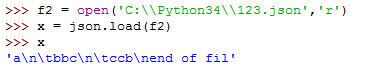 >>> f2 = open('C:\\Python34\\123.json','r')
>>> x = json.load(f2)
>>> x
'a\n\tbbc\n\tccb\nend of fil'